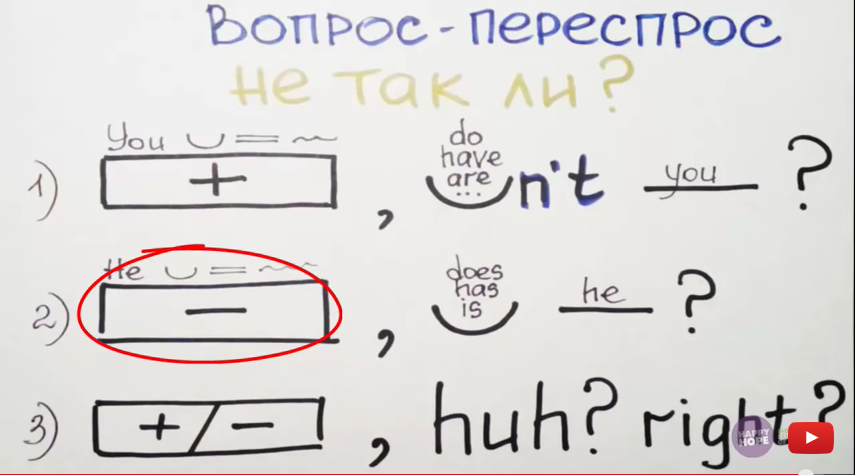 ВОПРОС-ПЕРЕСПРОС
НЕ ТАК ЛИ?
You
do
have
are
...
1) + , n't you ?
He
does
has
is
2) — , he ?
3) +/- , huh? right?
HAPPY HOPE